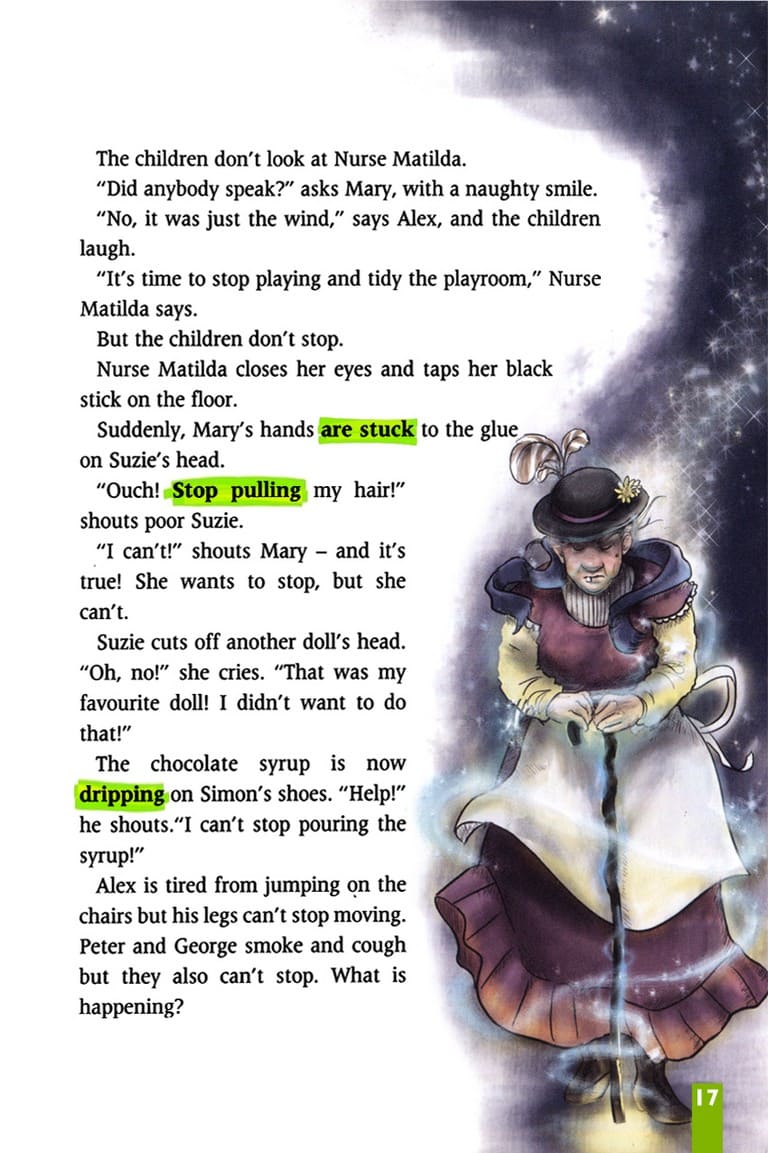 The children don't look at Nurse Matilda.
“Did anybody speak?” asks Mary, with a naughty smile.
“No, it was just the wind,” says Alex, and the children
laugh.
“It's time to stop playing and tidy the playroom,” Nurse
Matilda says.
But the children don't stop.
Nurse Matilda closes her eyes and taps her black
stick on the floor.
Suddenly, Mary's hands are stuck to the glue
on Suzie's head.
“Ouch! Stop pulling my hair!”
shouts poor Suzie.
“I can't!” shouts Mary – and it's
true! She wants to stop, but she
can't.
Suzie cuts off another doll's head.
“Oh, no!” she cries. “That was my
favourite doll! I didn't want to do
that!”
The chocolate syrup is now
dripping on Simon's shoes. “Help!”
he shouts.“I can't stop pouring the
syrup!”
Alex is tired from jumping on the
chairs but his legs can't stop moving.
Peter and George smoke and cough
but they also can't stop. What is
happening?
17